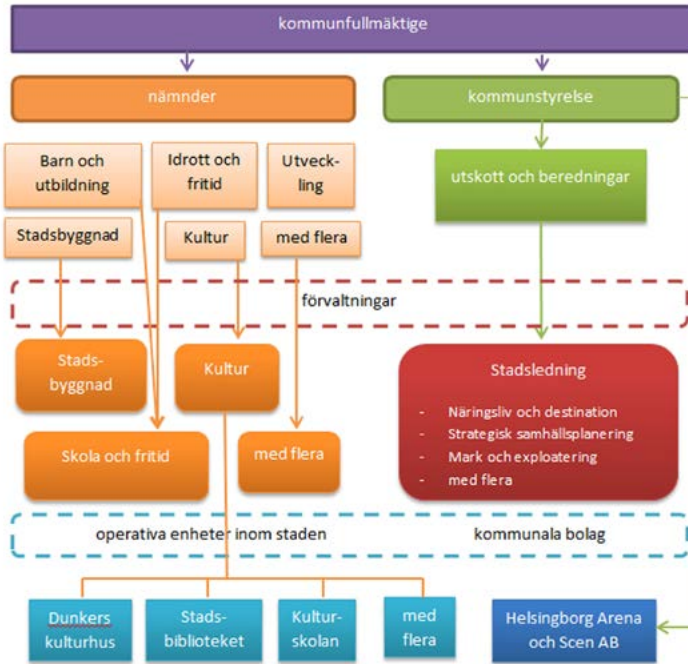 kommunfullmäktige
nämnder
kommunstyrelse
Barn och
utbildning
Idrott och
fritid
Utveck-
ling
utskott och beredningar
Stadsbyggnad
Kultur
med flera
förvaltningar
Stads-
byggnad
Kultur
Stadsledning
- Näringsliv och destination
- Strategisk samhällsplanering
- Mark och exploatering
- med flera
Skola och fritid
med flera
operativa enheter inom staden
kommunala bolag
Dunkers
kulturhus
Stads-
biblioteket
Kultur-
skolan
med
flera
Helsingborg Arena
och Scen AB